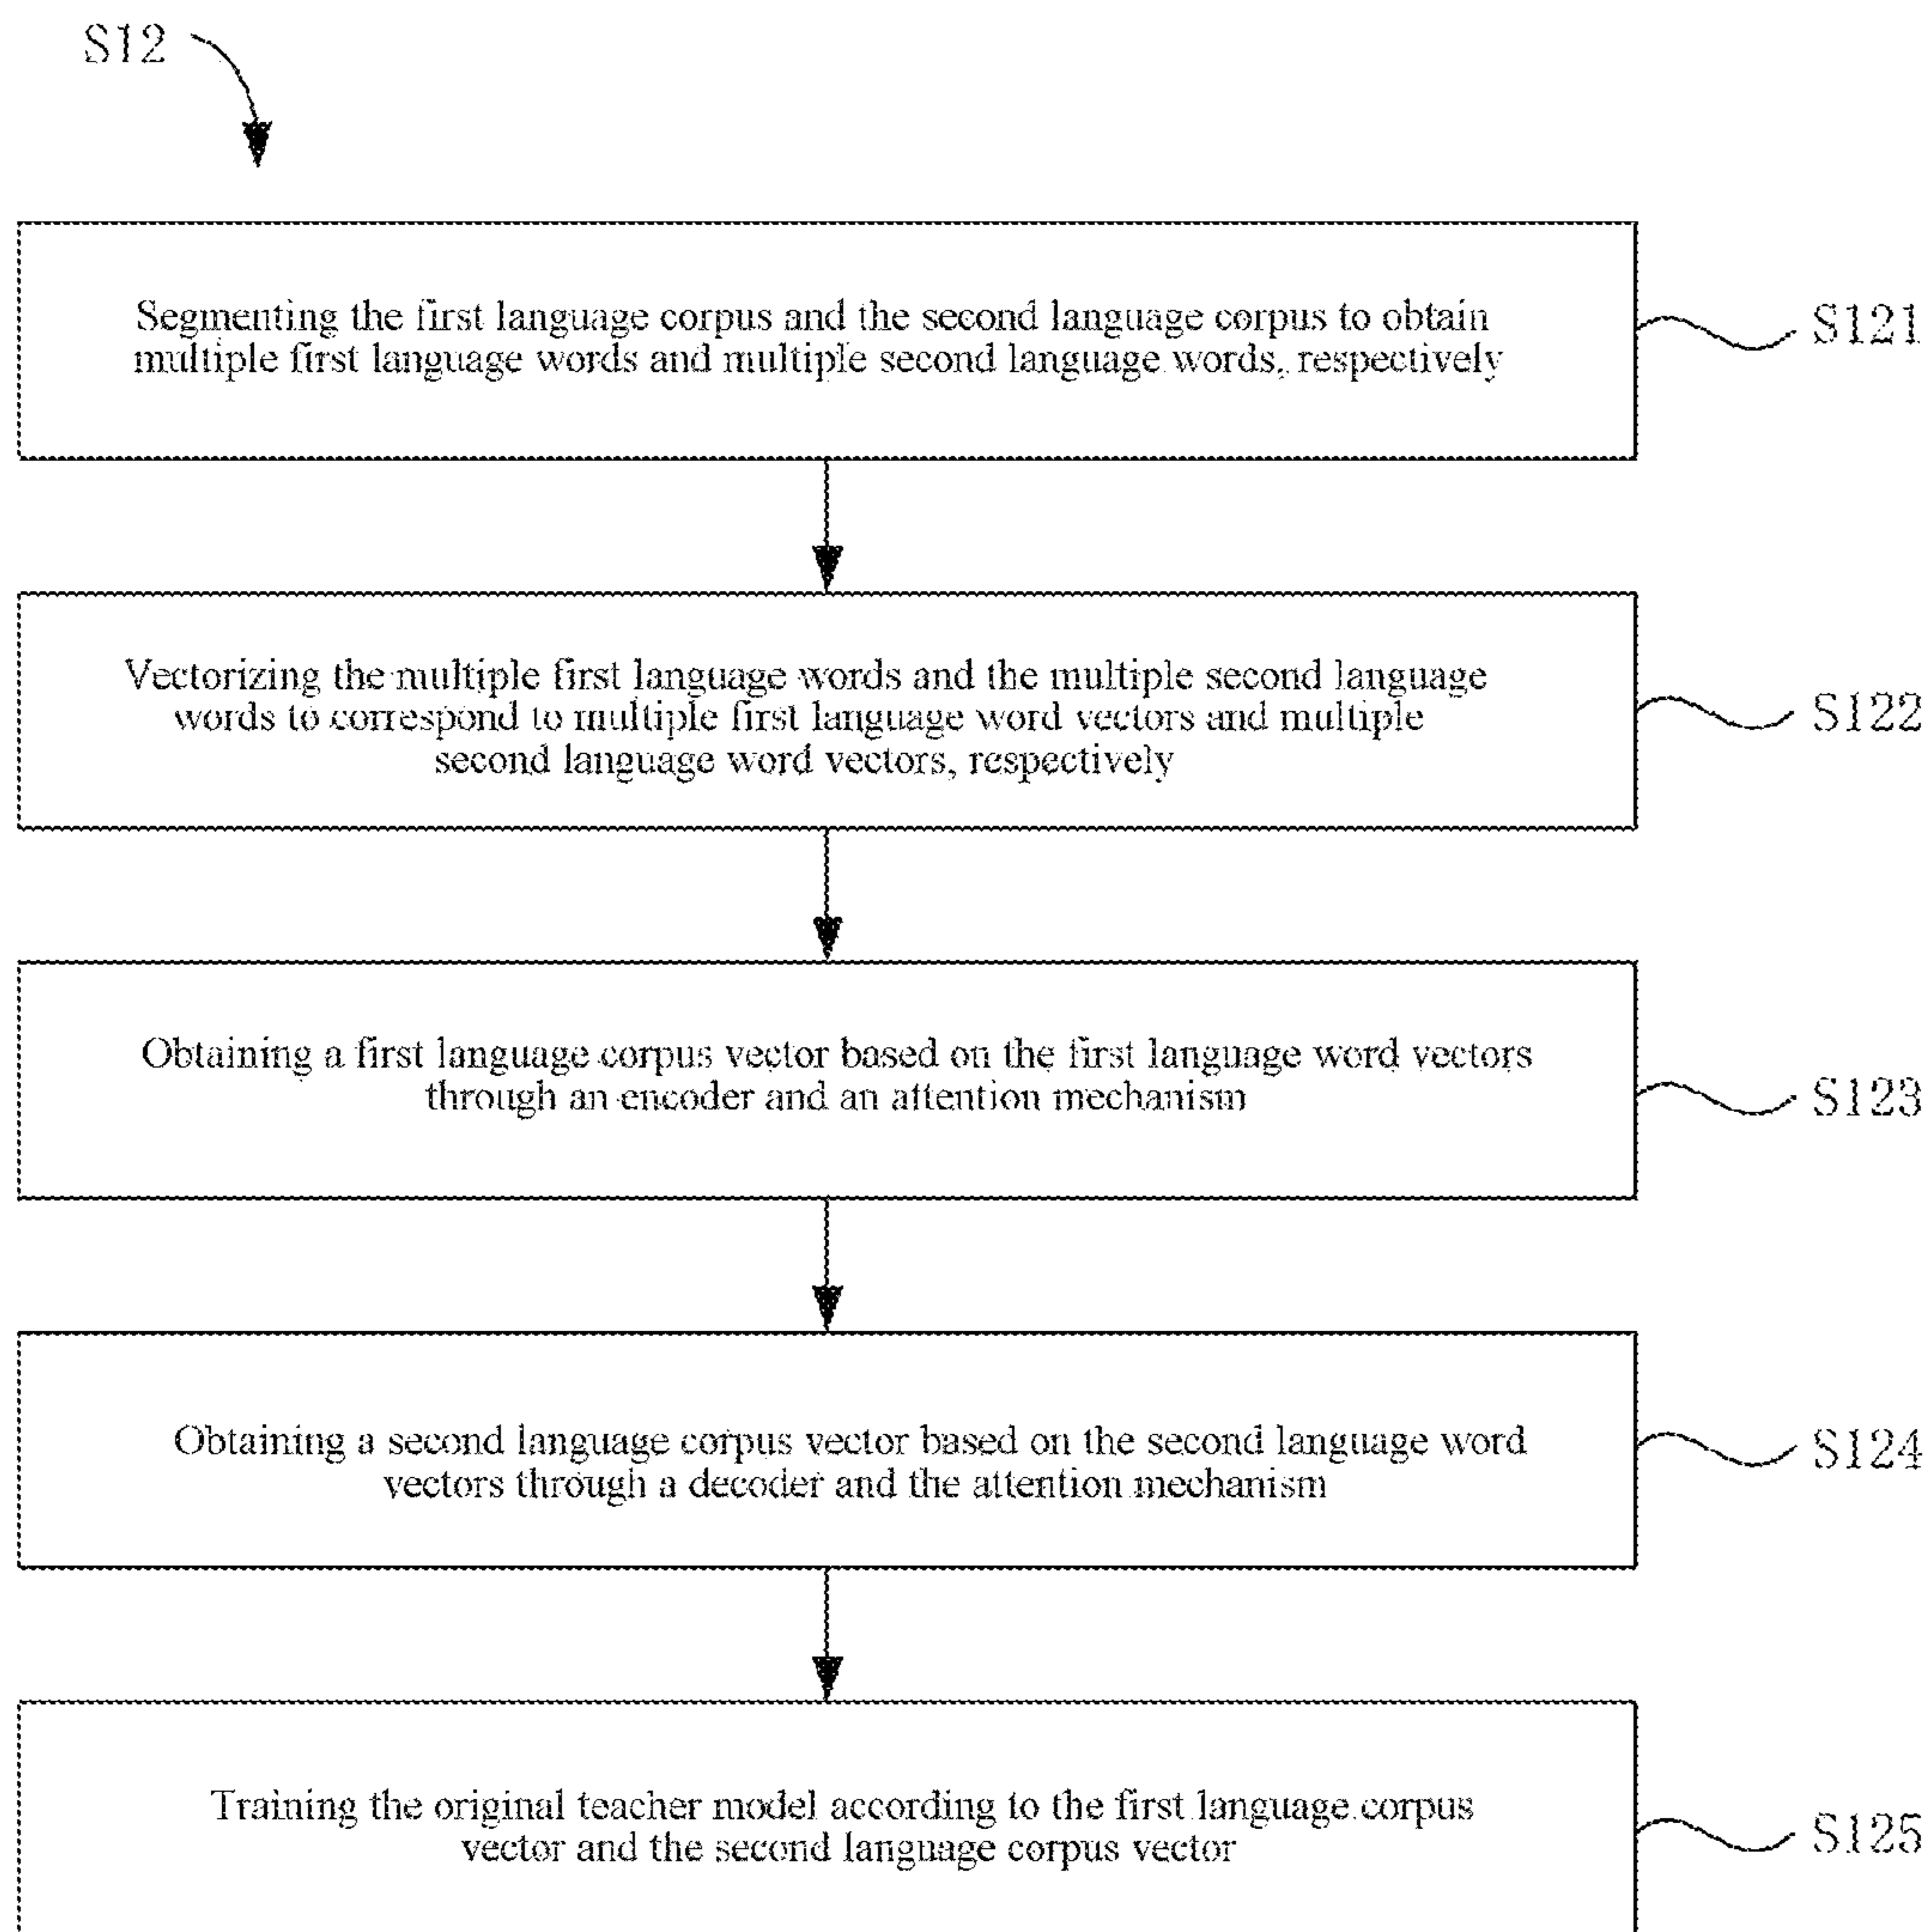 S12
Segmenting the first language corpus and the second language corpus to obtain
multiple first language words and multiple second language words, respectively
S121
Vectorizing the multiple first language words and the multiple second language
words to correspond to multiple first language word vectors and multiple
second language word vectors, respectively
S122
Obtaining a first language corpus vector based on the first language word vectors
through an encoder and an attention mechanism
S123
Obtaining a second language corpus vector based on the second language word
vectors through a decoder and the attention mechanism
S124
Training the original teacher model according to the first language corpus
vector and the second language corpus vector
S125